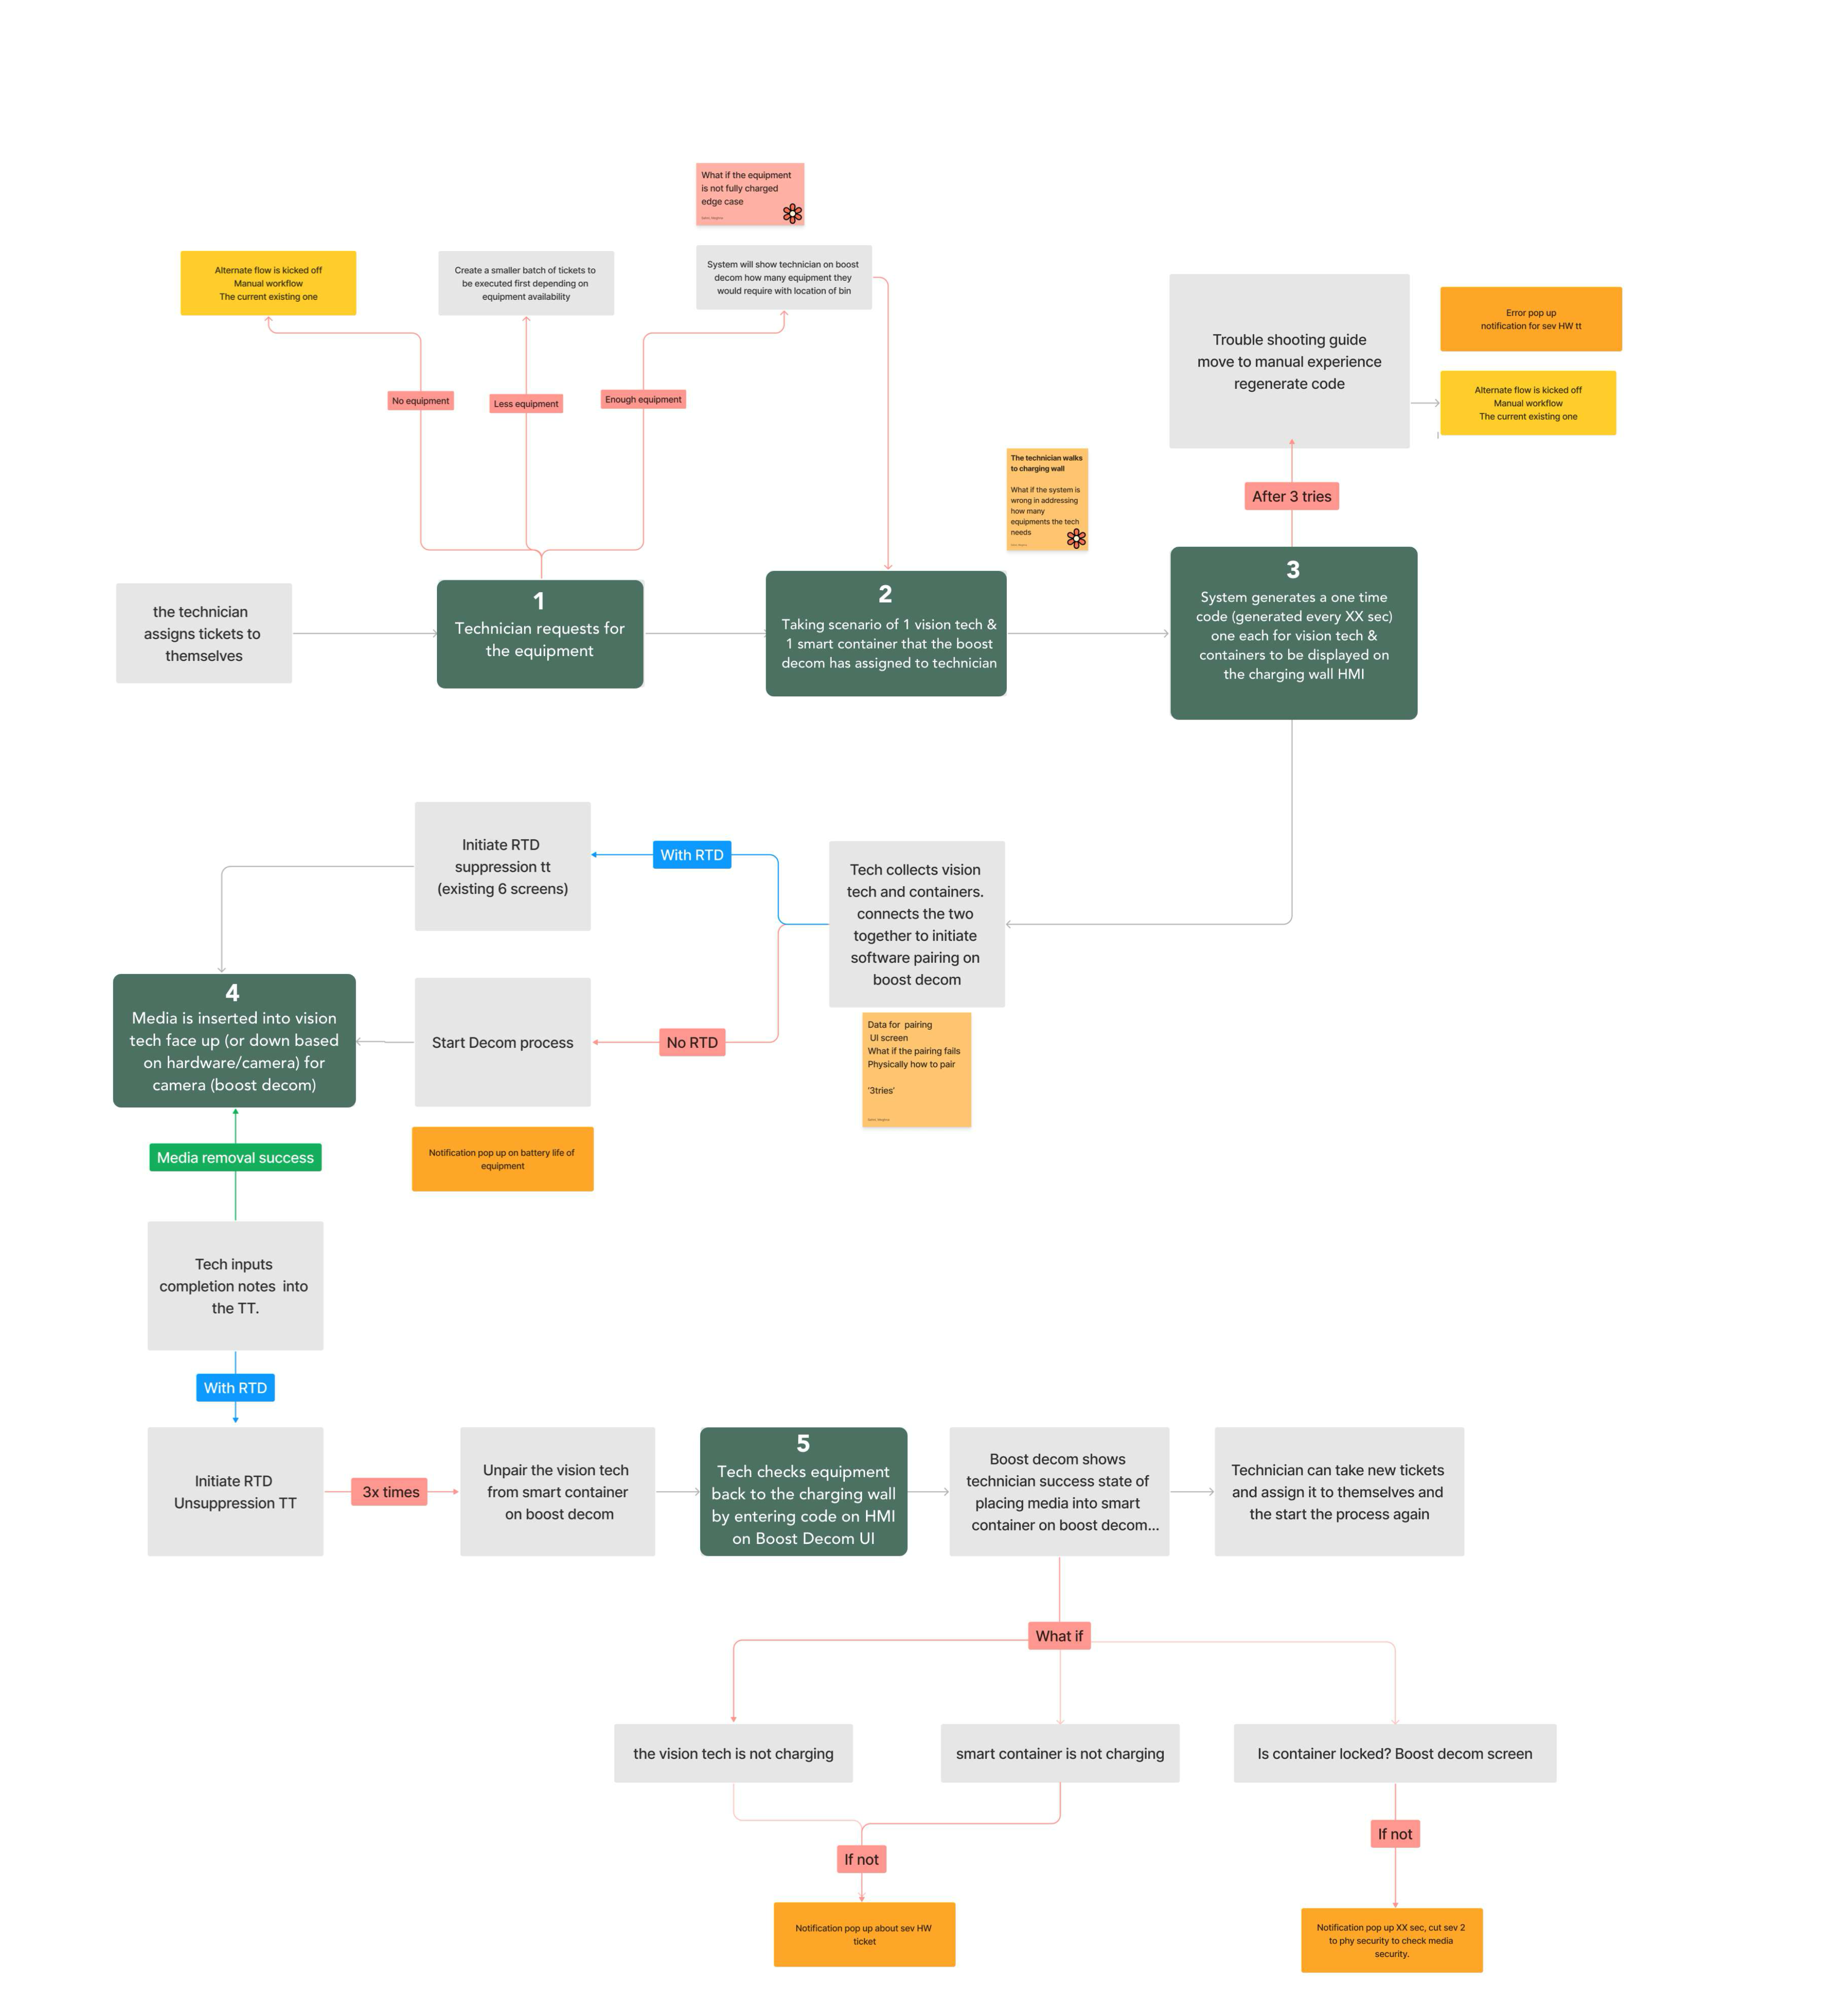 What if the equipment
is not fully charged
edge case
Alternate flow is kicked off
Manual workflow
The current existing one
Create a smaller batch of tickets to
be executed first depending on
equipment availability
System will show technician on boost
decom how many equipment they
would require with location of bin
Trouble shooting guide
move to manual experience
regenerate code
Error pop up
notification for sev HW tt
Alternate flow is kicked off
Manual workflow
The current existing one
No equipment
Less equipment
Enough equipment
The technician walks
to charging wall
What if the system is
wrong in addressing
how many
equipments the tech
needs
After 3 tries
the technician
assigns tickets to
themselves
1
Technician requests for
the equipment
2
Taking scenario of 1 vision tech &
1 smart container that the boost
decom has assigned to technician
3
System generates a one time
code (generated every XX sec)
one each for vision tech &
containers to be displayed on
the charging wall HMI
Initiate RTD
suppression tt
(existing 6 screens)
With RTD
Tech collects vision
tech and containers.
connects the two
together to initiate
software pairing on
boost decom
4
Media is inserted into vision
tech face up (or down based
on hardware/camera) for
camera (boost decom)
Start Decom process
No RTD
Data for pairing
UI screen
What if the pairing fails
Physically how to pair
'3tries'
Notification pop up on battery life of
equipment
Media removal success
Tech inputs
completion notes into
the TT.
With RTD
Initiate RTD
Unsuppression TT
3x times
Unpair the vision tech
from smart container
on boost decom
5
Tech checks equipment
back to the charging wall
by entering code on HMI
on Boost Decom UI
Boost decom shows
technician success state of
placing media into smart
container on boost decom...
Technician can take new tickets
and assign it to themselves and
the start the process again
What if
the vision tech is not charging
smart container is not charging
Is container locked? Boost decom screen
If not
If not
Notification pop up about sev HW
ticket
Notification pop up XX sec, cut sev 2
to phy security to check media
security.